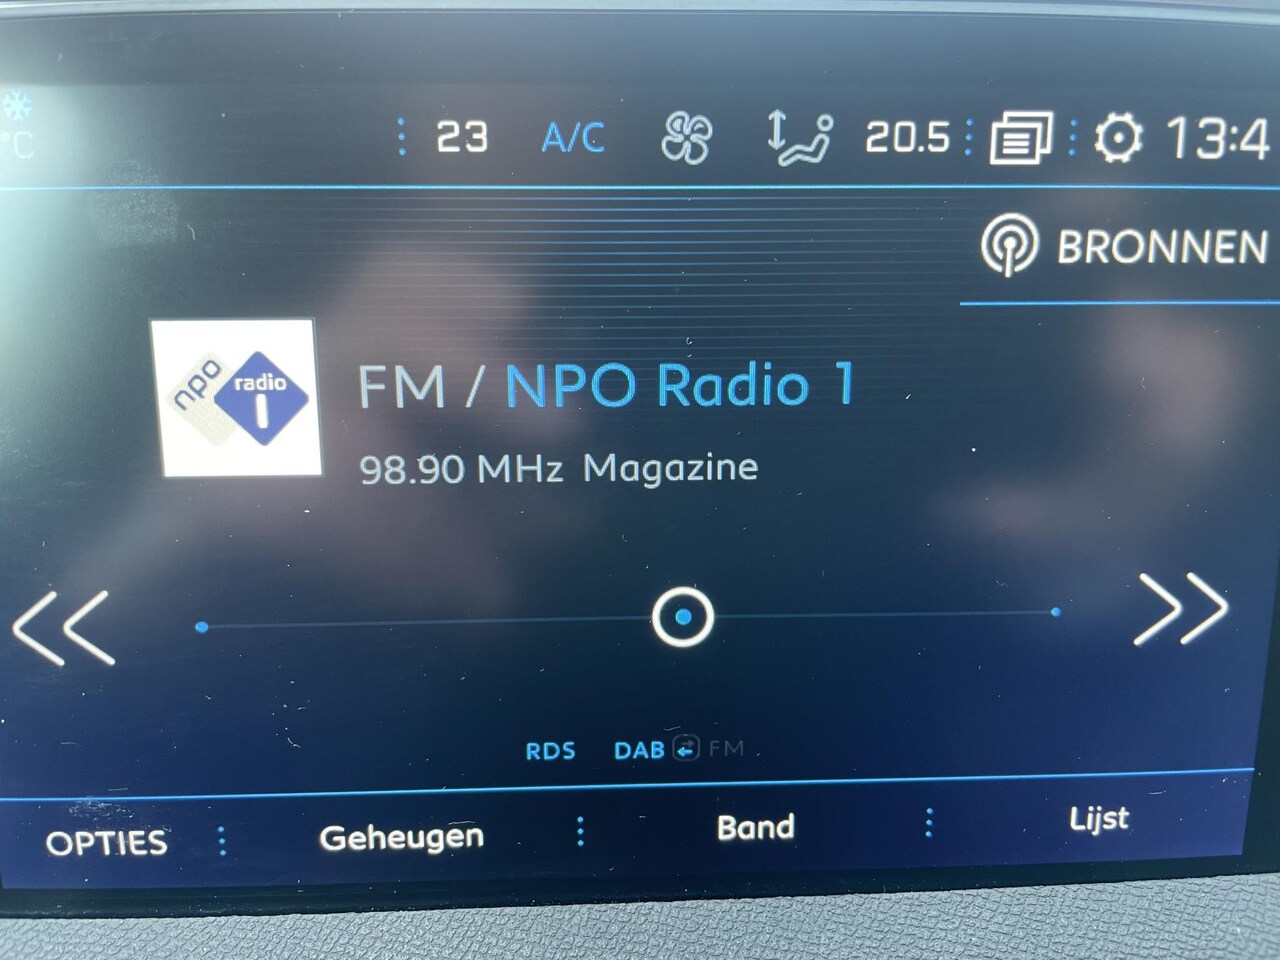 °C 23 A/C 20.5 13:4
BRONNEN
npo radio 1
FM / NPO Radio 1
98.90 MHz Magazine
RDS DAB FM
OPTIES Geheugen Band Lijst